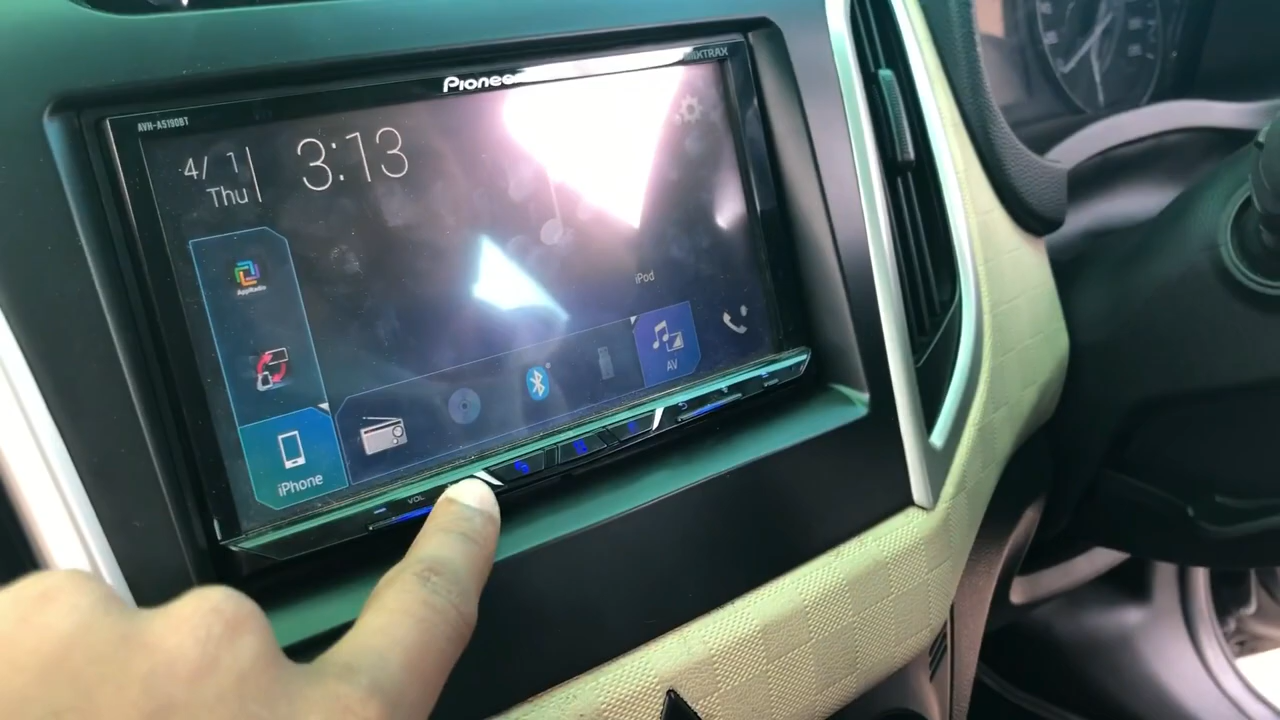 Pioneer
MIXTRAX
AVH-A5190BT
4/ 1
Thu
3:13
AppRadio
iPod
AV
iPhone
VOL